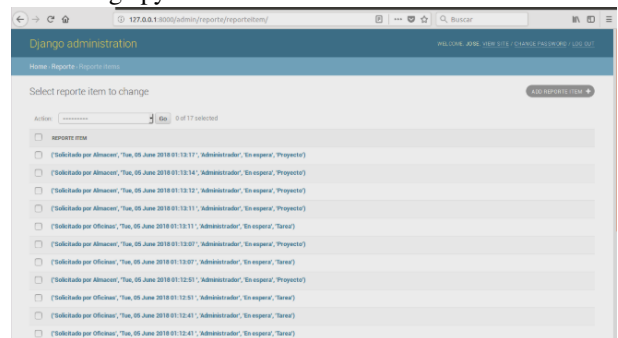 127.0.0.1:8000/admin/reporte/reporteitem/
Buscar
Django administration
WELCOME, JOSE. VIEW SITE / CHANGE PASSWORD / LOG OUT
Home › Reporte › Reporte items
Select reporte item to change
ADD REPORTE ITEM +
Action: --------- Go 0 of 17 selected
REPORTE ITEM
('Solicitado por Almacen', 'Tue, 05 June 2018 01:13:17 ', 'Administrador', 'En espera', 'Proyecto')
('Solicitado por Almacen', 'Tue, 05 June 2018 01:13:14 ', 'Administrador', 'En espera', 'Proyecto')
('Solicitado por Almacen', 'Tue, 05 June 2018 01:13:12 ', 'Administrador', 'En espera', 'Proyecto')
('Solicitado por Almacen', 'Tue, 05 June 2018 01:13:11 ', 'Administrador', 'En espera', 'Proyecto')
('Solicitado por Oficinas', 'Tue, 05 June 2018 01:13:11 ', 'Administrador', 'En espera', 'Tarea')
('Solicitado por Almacen', 'Tue, 05 June 2018 01:13:07 ', 'Administrador', 'En espera', 'Proyecto')
('Solicitado por Oficinas', 'Tue, 05 June 2018 01:13:07 ', 'Administrador', 'En espera', 'Tarea')
('Solicitado por Almacen', 'Tue, 05 June 2018 01:12:51 ', 'Administrador', 'En espera', 'Proyecto')
('Solicitado por Oficinas', 'Tue, 05 June 2018 01:12:51 ', 'Administrador', 'En espera', 'Tarea')
('Solicitado por Oficinas', 'Tue, 05 June 2018 01:12:41 ', 'Administrador', 'En espera', 'Tarea')
('Solicitado por Oficinas', 'Tue, 05 June 2018 01:12:41 ', 'Administrador', 'En espera', 'Tarea')